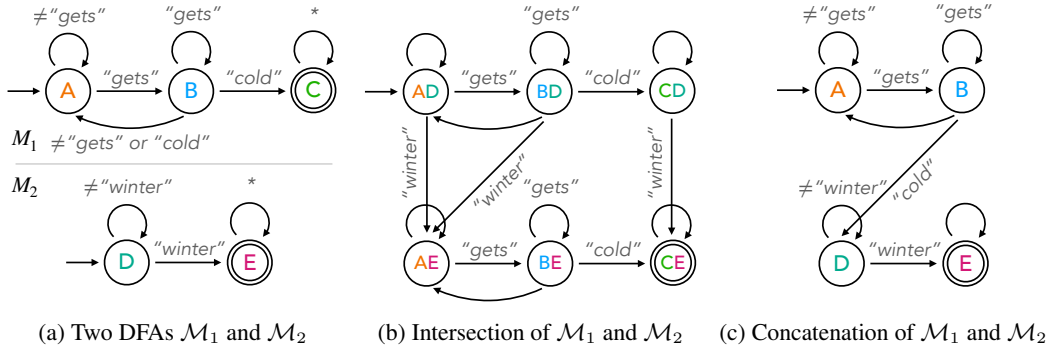 ≠“gets” “gets” * “gets” ≠“gets” “gets”
A “gets” B “cold” C AD “gets” BD “cold” CD A “gets” B
M1 ≠“gets” or “cold”
M2
“winter” “winter” “winter”
≠“winter” * “gets” ≠“winter” “cold”
D “winter” E AE “gets” BE “cold” CE D “winter” E
(a) Two DFAs M1 and M2 (b) Intersection of M1 and M2 (c) Concatenation of M1 and M2